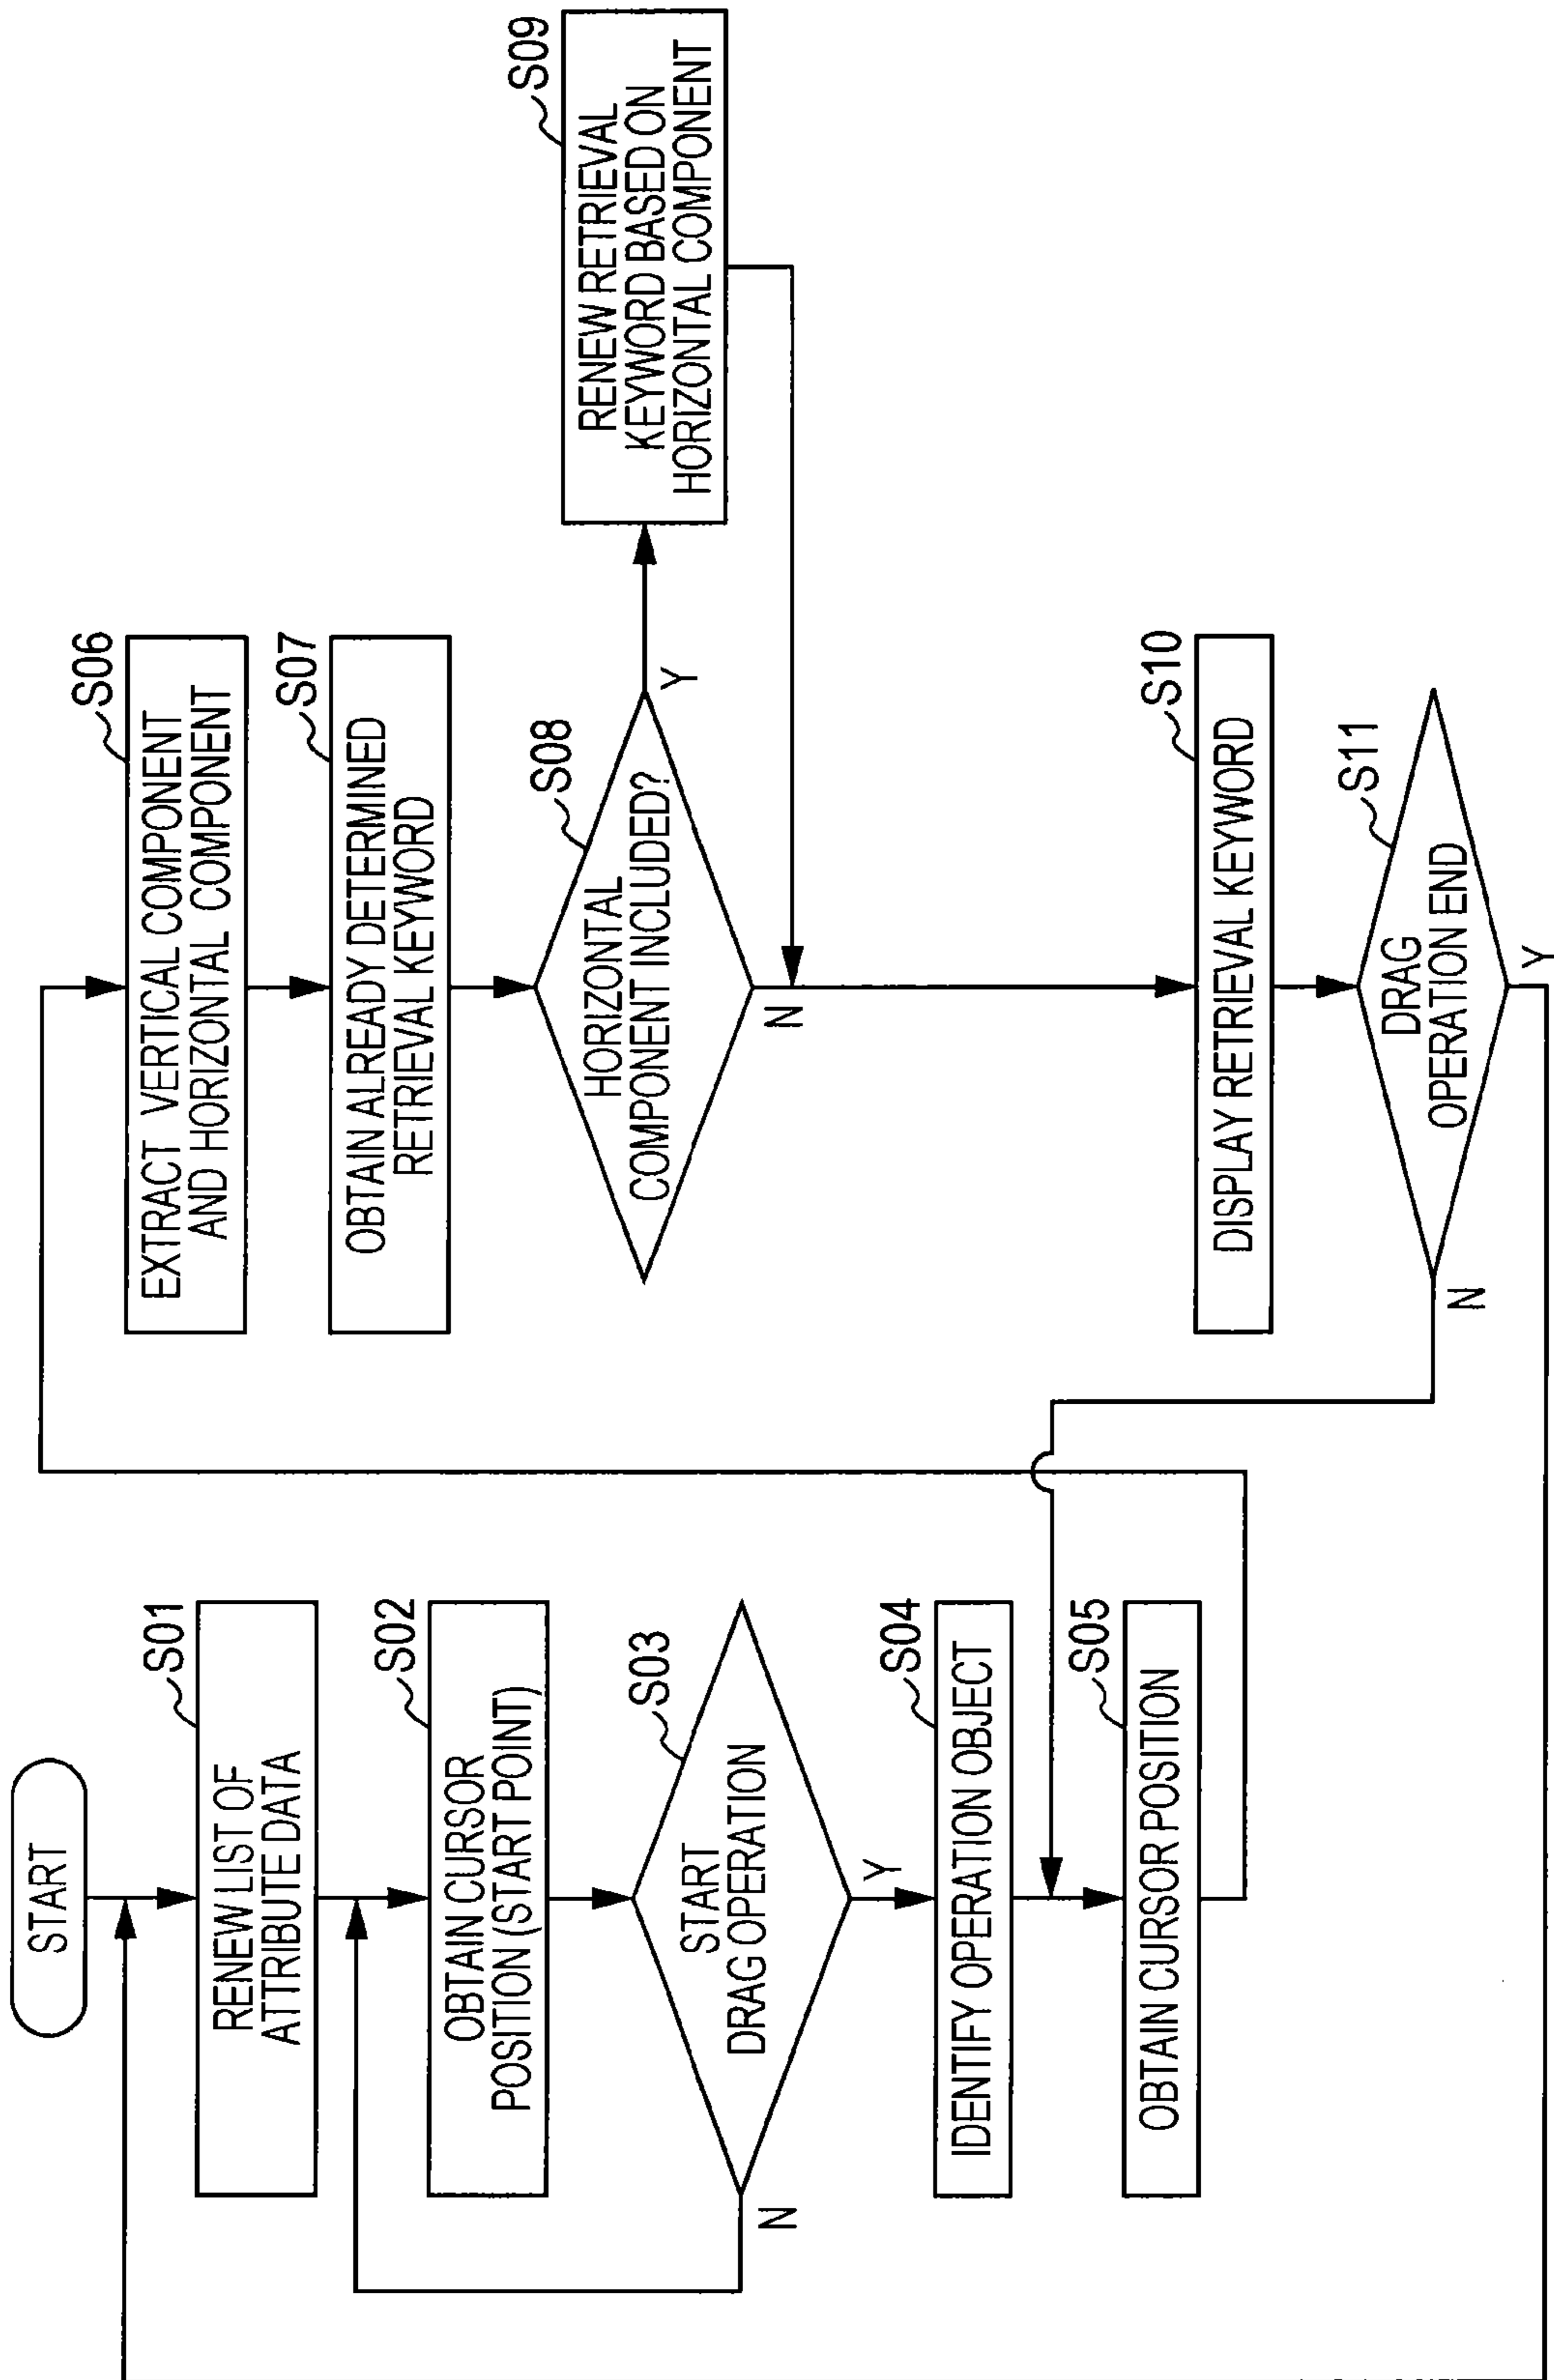 START
S01
RENEW LIST OF
ATTRIBUTE DATA
S02
OBTAIN CURSOR
POSITION (START POINT)
S03
START
DRAG OPERATION
N
Y
S04
IDENTIFY OPERATION OBJECT
S05
OBTAIN CURSOR POSITION
S06
EXTRACT VERTICAL COMPONENT
AND HORIZONTAL COMPONENT
S07
OBTAIN ALREADY DETERMINED
RETRIEVAL KEYWORD
S08
HORIZONTAL
COMPONENT INCLUDED?
Y
N
S09
RENEW RETRIEVAL
KEYWORD BASED ON
HORIZONTAL COMPONENT
S10
DISPLAY RETRIEVAL KEYWORD
S11
DRAG
OPERATION END
N
Y